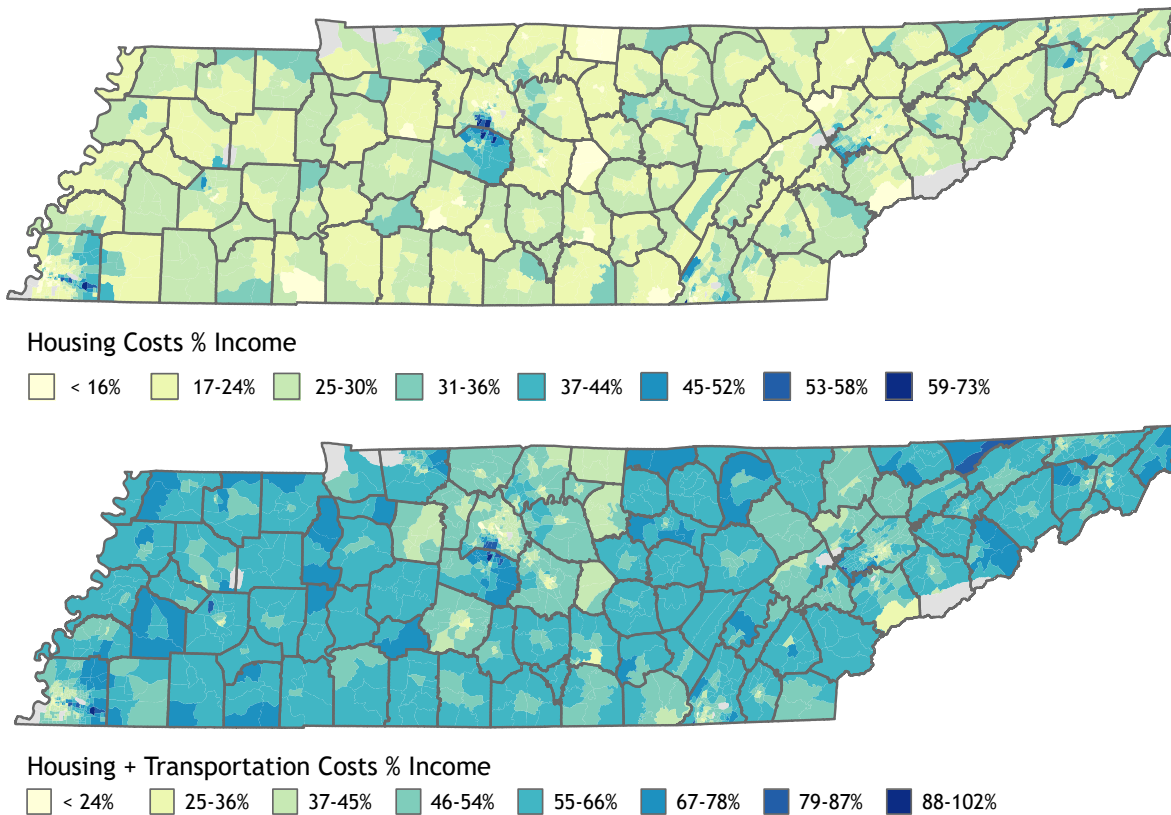 Housing Costs % Income
< 16% 17-24% 25-30% 31-36% 37-44% 45-52% 53-58% 59-73%
Housing + Transportation Costs % Income
< 24% 25-36% 37-45% 46-54% 55-66% 67-78% 79-87% 88-102%